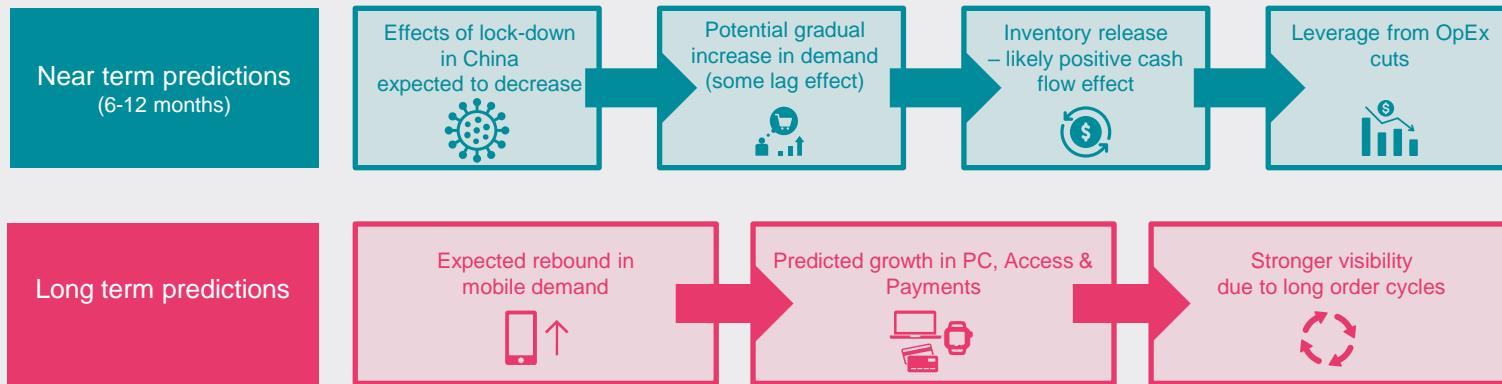 Near term predictions
(6-12 months)
Effects of lock-down
in China
expected to decrease
Potential gradual
increase in demand
(some lag effect)
Inventory release
– likely positive cash
flow effect
$
Leverage from OpEx
cuts
$
Long term predictions
Expected rebound in
mobile demand
Predicted growth in PC, Access &
Payments
Stronger visibility
due to long order cycles